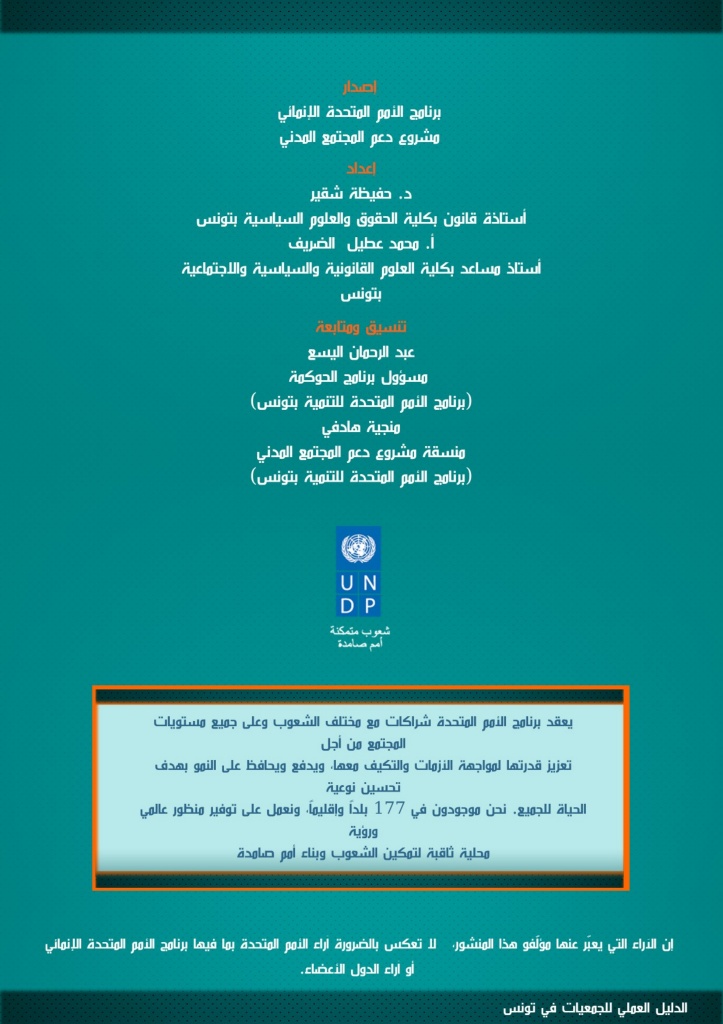 إصدار
برنامج الأمم المتحدة الإنمائي
مشروع دعم المجتمع المدني
إعداد
د. حفيظة شقير
أستاذة قانون بكلية الحقوق والعلوم السياسية بتونس
أ. محمد عطيل الضريف
أستاذ مساعد بكلية العلوم القانونية والسياسية والاجتماعية
بتونس
تنسيق ومتابعة
عبد الرحمان اليسع
مسؤول برنامج الحوكمة
(برنامج الأمم المتحدة للتنمية بتونس)
منجية هادفي
منسقة مشروع دعم المجتمع المدني
(برنامج الأمم المتحدة للتنمية بتونس)
U N
D P
شعوب متمكنة
أمم صامدة
يعقد برنامج الأمم المتحدة شراكات مع مختلف الشعوب وعلى جميع مستويات
المجتمع من أجل
تعزيز قدرتها لمواجهة الأزمات والتكيف معها، ويدفع ويحافظ على النمو بهدف
تحسين نوعية
الحياة للجميع. نحن موجودون في 177 بلداً وإقليماً، ونعمل على توفير منظور عالمي
ورؤية
محلية ثاقبة لتمكين الشعوب وبناء أمم صامدة
إن الآراء التي يعبّر عنها مؤلّفو هذا المنشور، لا تعكس بالضرورة آراء الأمم المتحدة بما فيها برنامج الأمم المتحدة الإنمائي
أو آراء الدول الأعضاء.
الدليل العملي للجمعيات في تونس